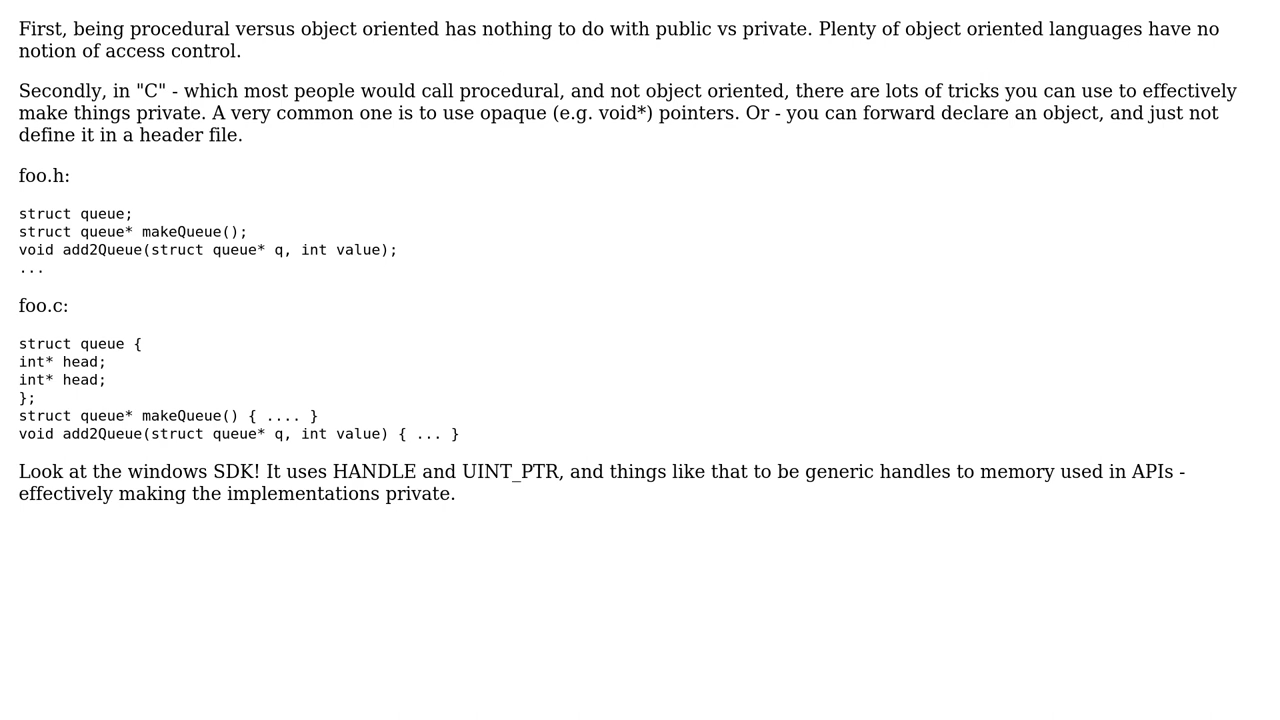 First, being procedural versus object oriented has nothing to do with public vs private. Plenty of object oriented languages have no
notion of access control.
Secondly, in "C" - which most people would call procedural, and not object oriented, there are lots of tricks you can use to effectively
make things private. A very common one is to use opaque (e.g. void*) pointers. Or - you can forward declare an object, and just not
define it in a header file.
foo.h:
struct queue;
struct queue* makeQueue();
void add2Queue(struct queue* q, int value);
...
foo.c:
struct queue {
int* head;
int* head;
};
struct queue* makeQueue() { .... }
void add2Queue(struct queue* q, int value) { ... }
Look at the windows SDK! It uses HANDLE and UINT_PTR, and things like that to be generic handles to memory used in APIs -
effectively making the implementations private.